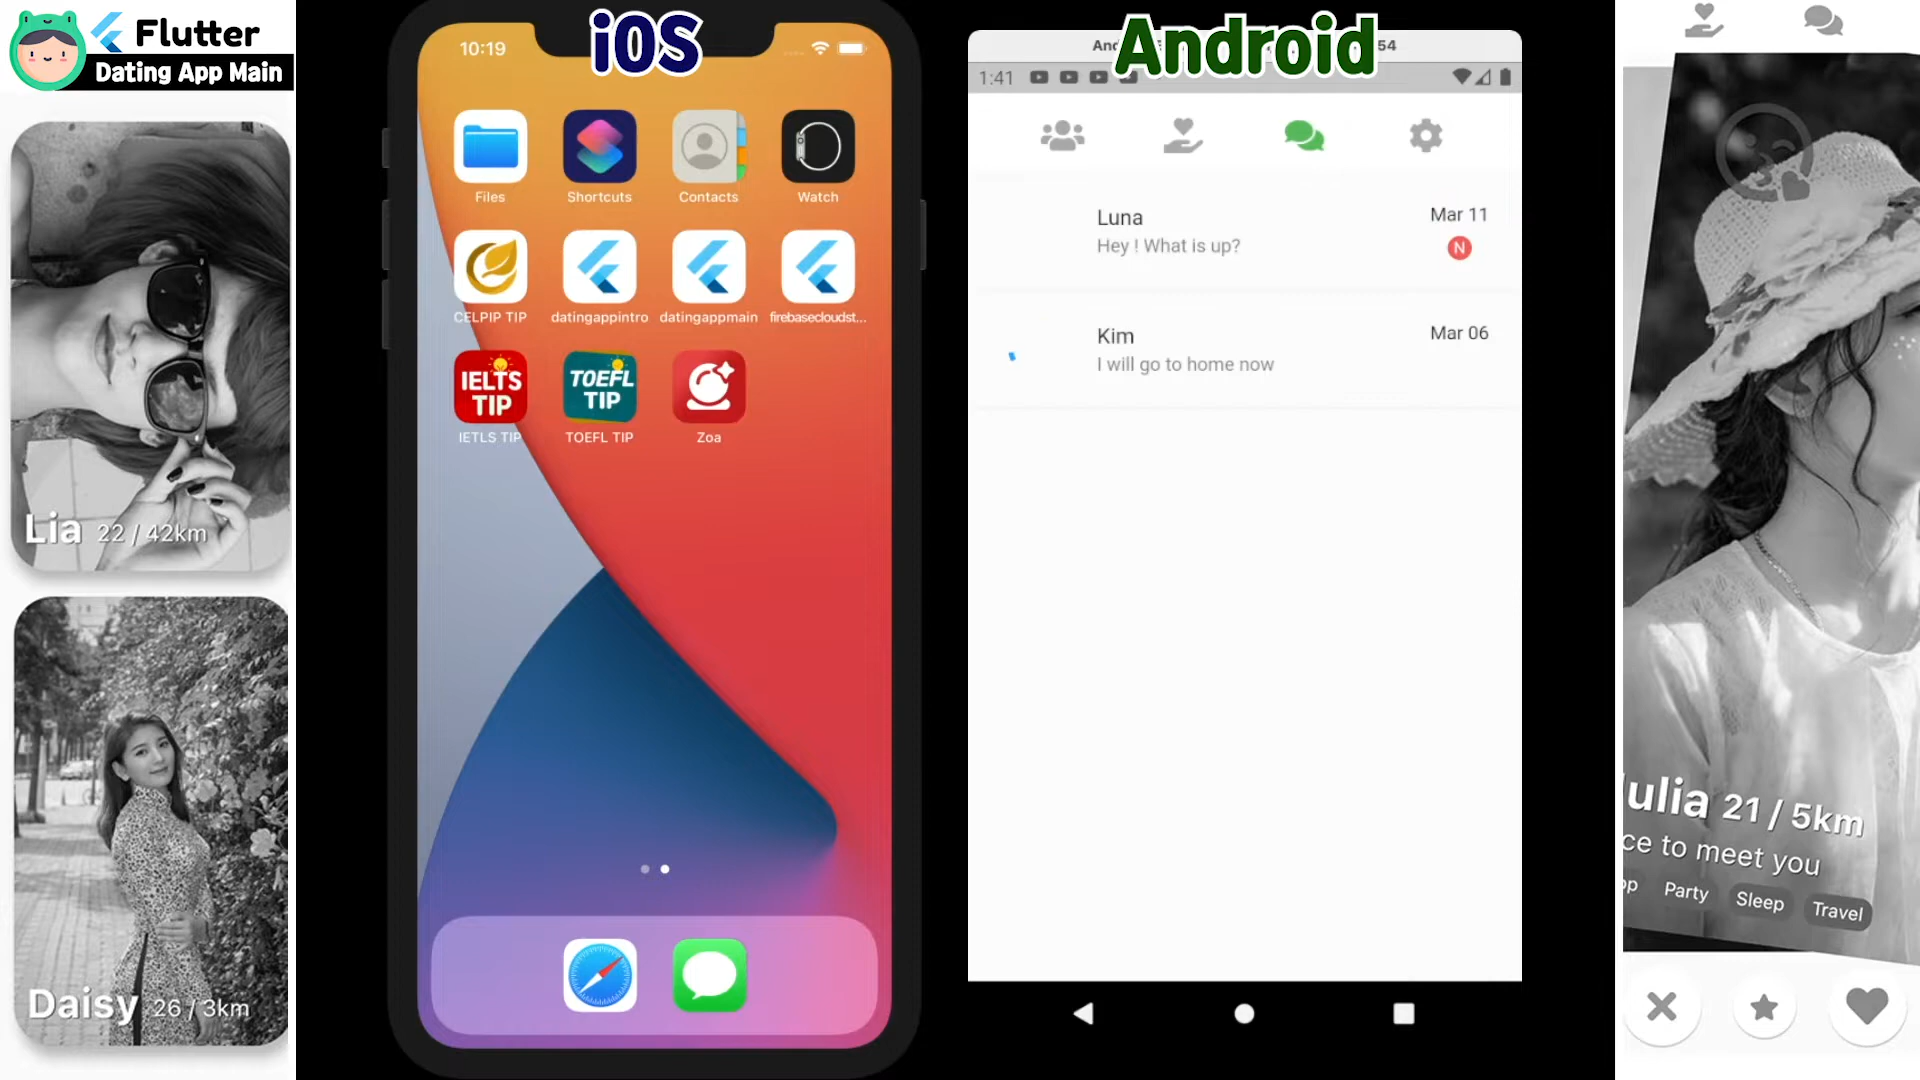 Flutter
Dating App Main
Lia 22 / 42km
Daisy 26 / 3km
iOS
10:19
Files
Shortcuts
Contacts
Watch
CELPIP TIP
datingappintro
datingappmain
firebasecloudst...
IELTS
TIP
TOEFL
TIP
IETLS TIP
TOEFL TIP
Zoa
Android
54
1:41
Luna
Mar 11
Hey ! What is up?
N
Kim
Mar 06
I will go to home now
ulia 21 / 5km
ce to meet you
Party
Sleep
Travel